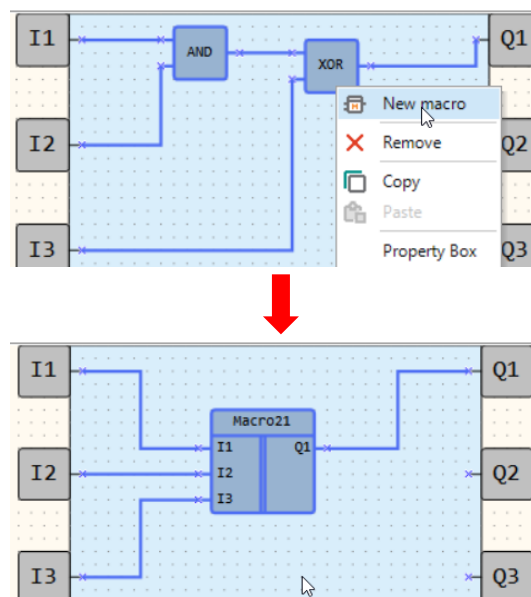 I1
AND
XOR
Q1
New macro
I2
Remove
Q2
Copy
Paste
I3
Property Box
Q3
I1
Q1
Macro21
I1
Q1
I2
I2
Q2
I3
I3
Q3